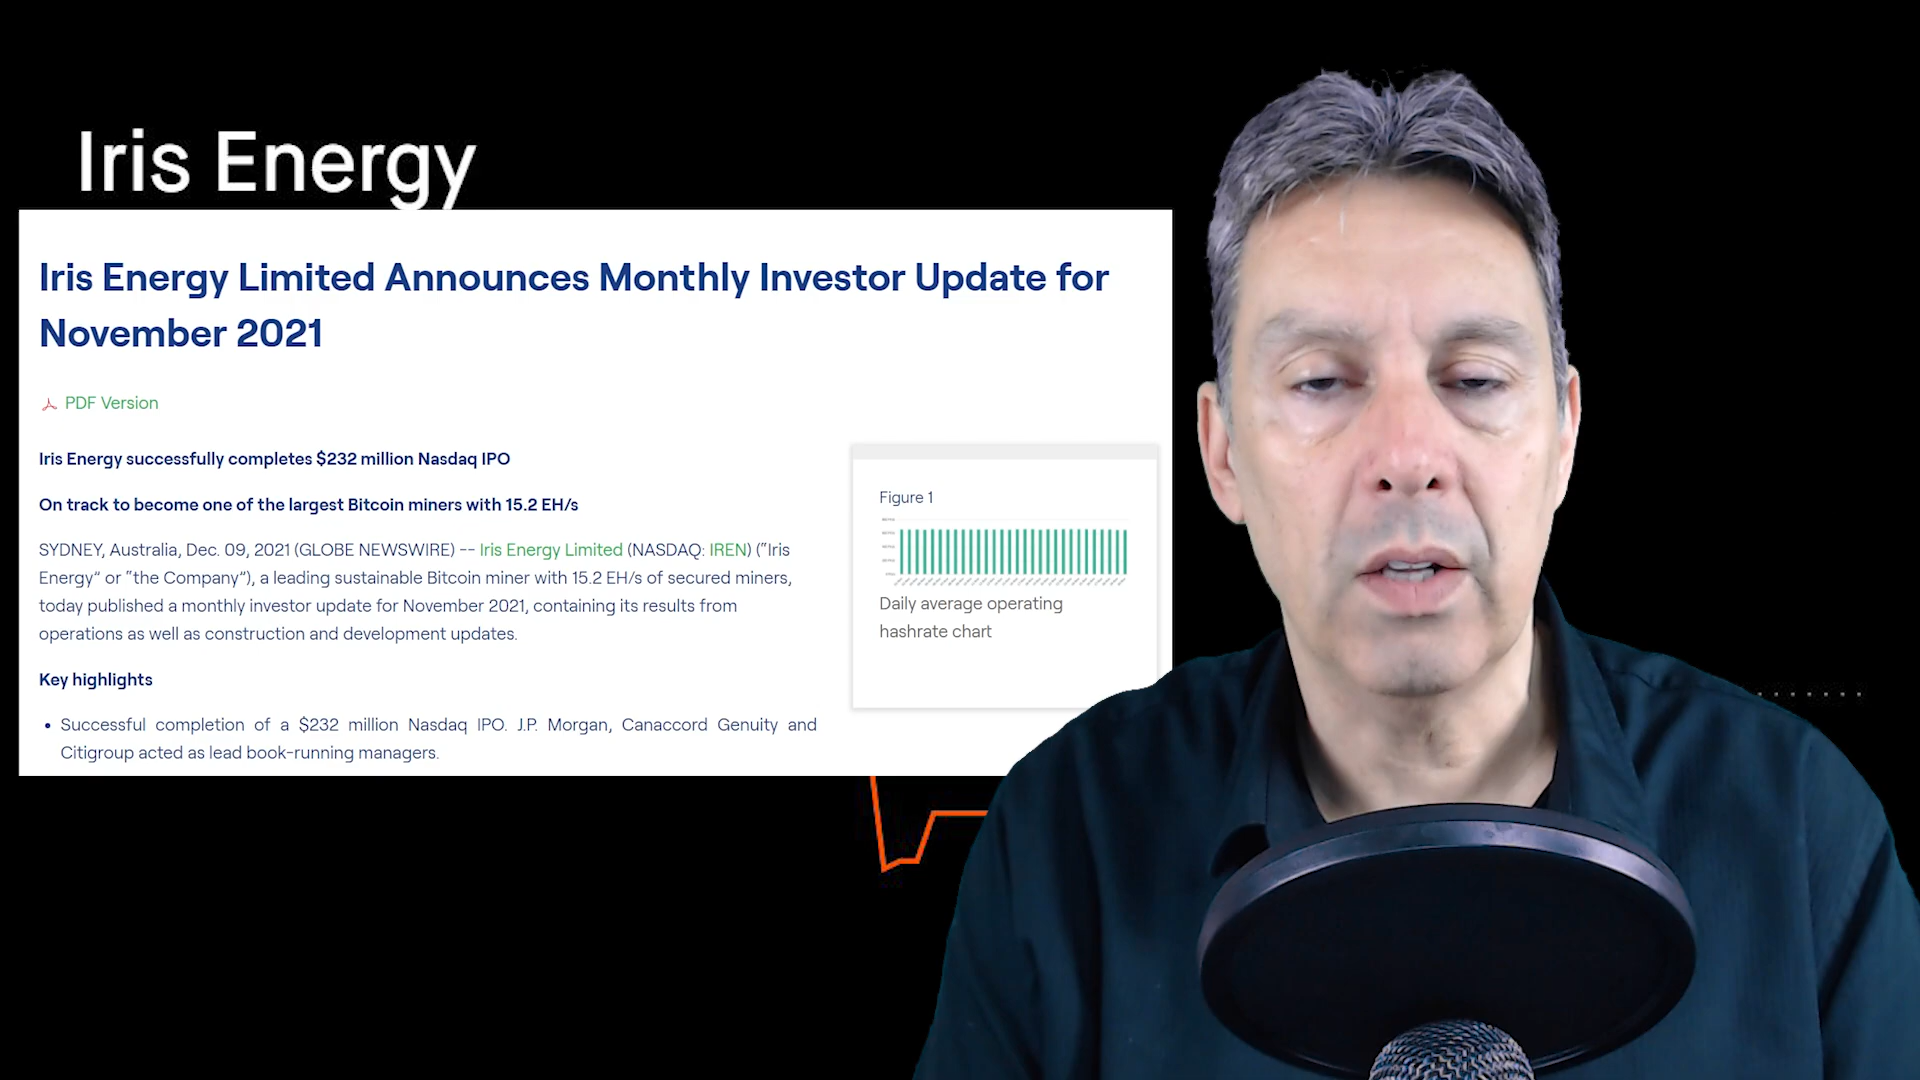 Iris Energy
Iris Energy Limited Announces Monthly Investor Update for
November 2021
PDF Version
Iris Energy successfully completes $232 million Nasdaq IPO
On track to become one of the largest Bitcoin miners with 15.2 EH/s
SYDNEY, Australia, Dec. 09, 2021 (GLOBE NEWSWIRE) -- Iris Energy Limited (NASDAQ: IREN) (“Iris
Energy” or “the Company”), a leading sustainable Bitcoin miner with 15.2 EH/s of secured miners,
today published a monthly investor update for November 2021, containing its results from
operations as well as construction and development updates.
Key highlights
• Successful completion of a $232 million Nasdaq IPO. J.P. Morgan, Canaccord Genuity and
Citigroup acted as lead book-running managers.
Figure 1
Daily average operating
hashrate chart